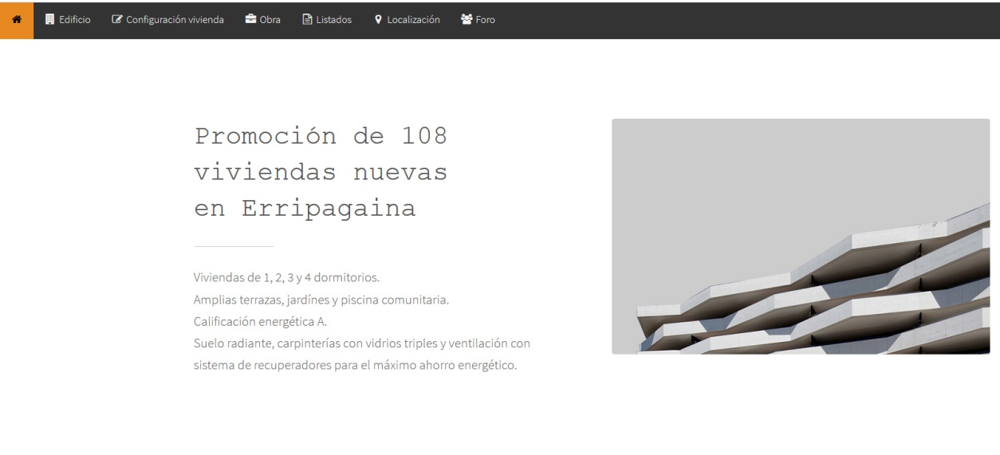 Edificio Configuración vivienda Obra Listados Localización Foro
Promoción de 108
viviendas nuevas
en Erripagaina
Viviendas de 1, 2, 3 y 4 dormitorios.
Amplias terrazas, jardínes y piscina comunitaria.
Calificación energética A.
Suelo radiante, carpinterías con vidrios triples y ventilación con
sistema de recuperadores para el máximo ahorro energético.